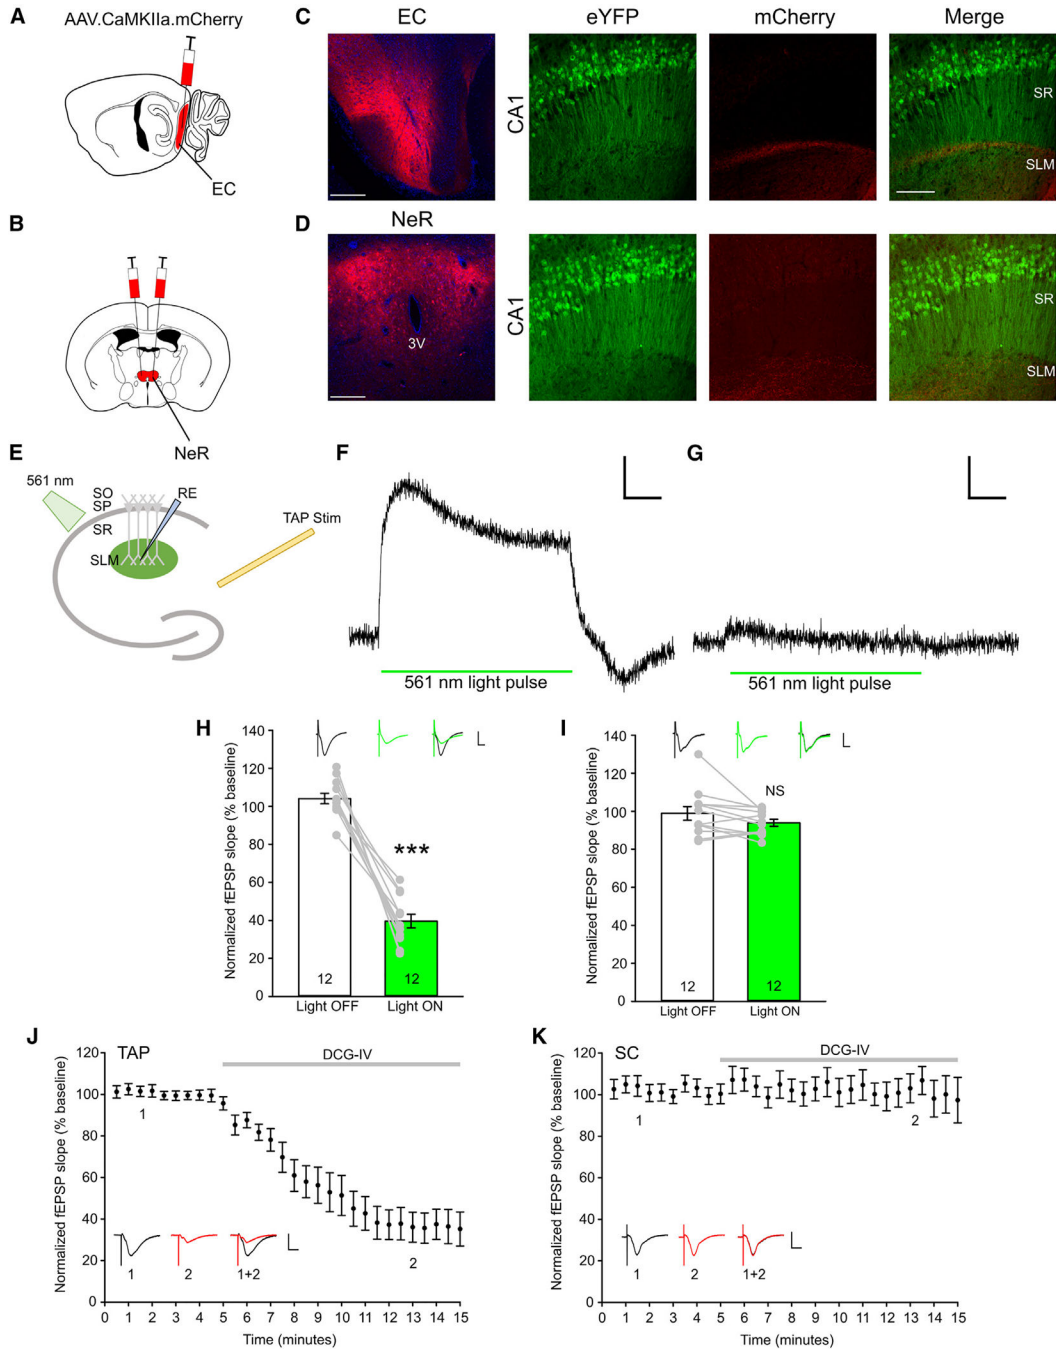 A
AAV.CaMKIIa.mCherry
EC
B
NeR
C
EC
eYFP
mCherry
Merge
CA1
SR
SLM
D
NeR
3V
CA1
SR
SLM
E
561 nm
SO
SP
SR
SLM
RE
TAP Stim
F
561 nm light pulse
G
561 nm light pulse
H
Normalized fEPSP slope (% baseline)
140
120
100
80
60
40
20
0
***
12
12
Light OFF
Light ON
I
Normalized fEPSP slope (% baseline)
140
120
100
80
60
40
20
0
NS
12
12
Light OFF
Light ON
J
TAP
DCG-IV
Normalized fEPSP slope (% baseline)
120
100
80
60
40
20
0
1
2
1
2
1+2
0 1 2 3 4 5 6 7 8 9 10 11 12 13 14 15
Time (minutes)
K
SC
DCG-IV
Normalized fEPSP slope (% baseline)
120
100
80
60
40
20
0
1
2
1
2
1+2
0 1 2 3 4 5 6 7 8 9 10 11 12 13 14 15
Time (minutes)